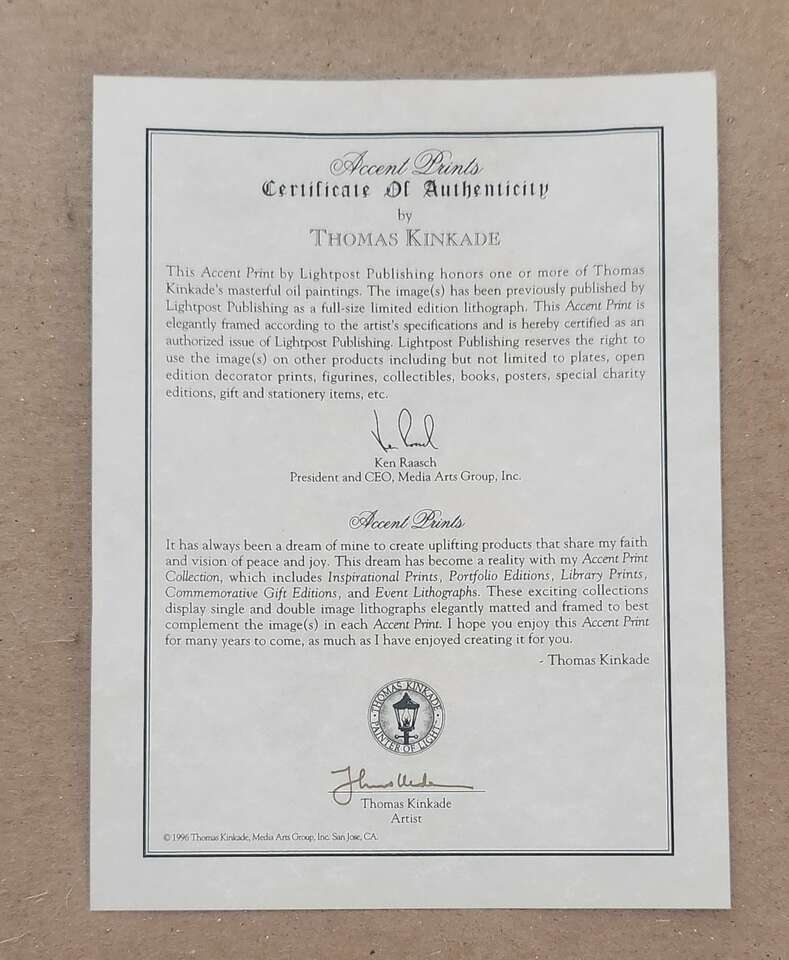 Accent Prints
Certificate Of Authenticity
by
THOMAS KINKADE
This Accent Print by Lightpost Publishing honors one or more of Thomas
Kinkade's masterful oil paintings. The image(s) has been previously published by
Lightpost Publishing as a full-size limited edition lithograph. This Accent Print is
elegantly framed according to the artist's specifications and is hereby certified as an
authorized issue of Lightpost Publishing. Lightpost Publishing reserves the right to
use the image(s) on other products including but not limited to plates, open
edition decorator prints, figurines, collectibles, books, posters, special charity
editions, gift and stationery items, etc.
Ken Raasch
President and CEO, Media Arts Group, Inc.
Accent Prints
It has always been a dream of mine to create uplifting products that share my faith
and vision of peace and joy. This dream has become a reality with my Accent Print
Collection, which includes Inspirational Prints, Portfolio Editions, Library Prints,
Commemorative Gift Editions, and Event Lithographs. These exciting collections
display single and double image lithographs elegantly matted and framed to best
complement the image(s) in each Accent Print. I hope you enjoy this Accent Print
for many years to come, as much as I have enjoyed creating it for you.
- Thomas Kinkade
THOMAS KINKADE
PAINTER OF LIGHT
Thomas Kinkade
Artist
© 1996 Thomas Kinkade, Media Arts Group, Inc. San Jose, CA.